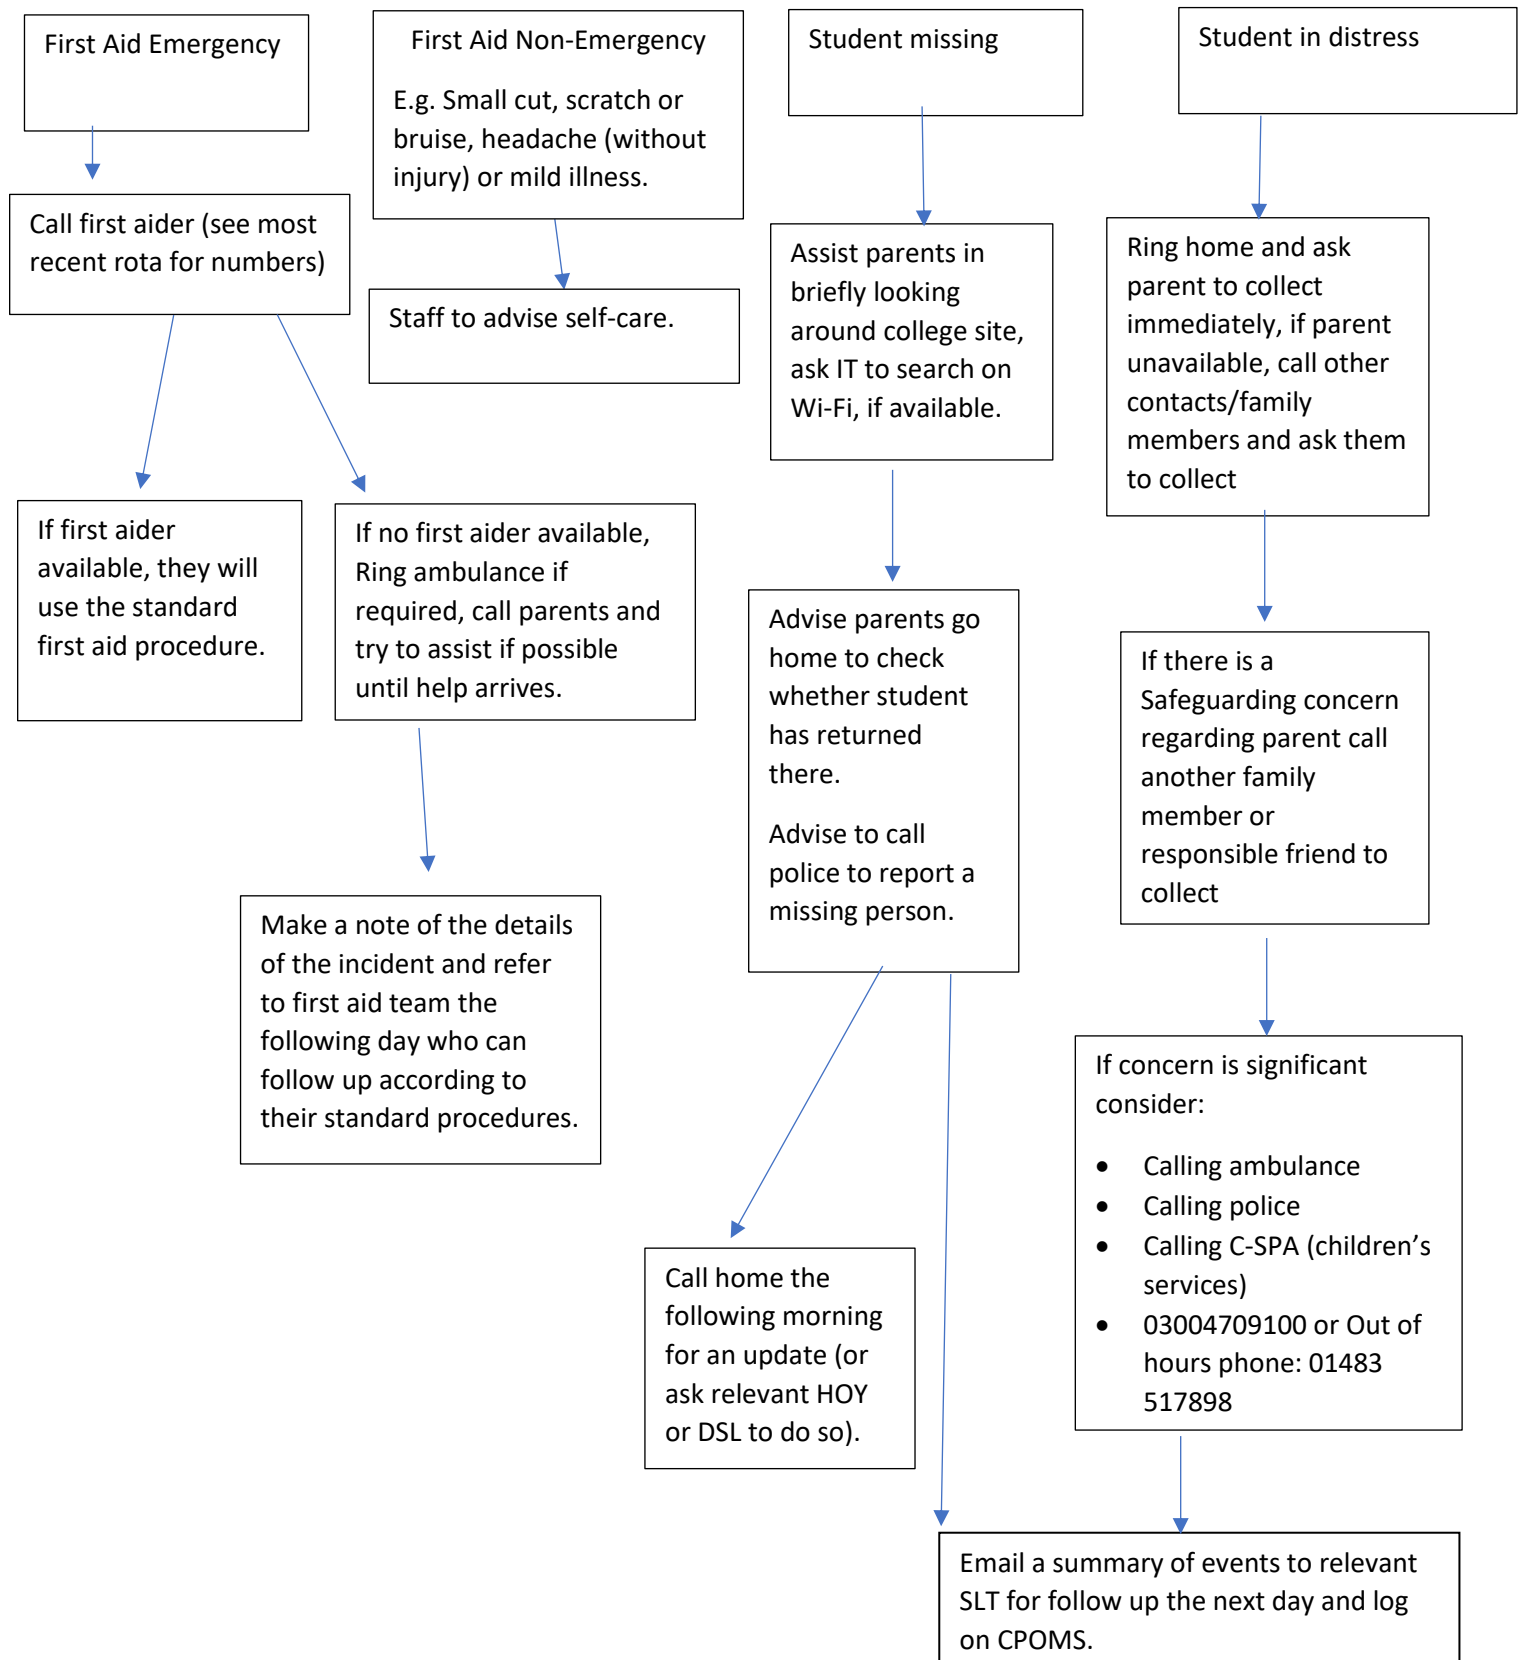 First Aid Emergency
First Aid Non-Emergency
E.g. Small cut, scratch or
bruise, headache (without
injury) or mild illness.
Student missing
Student in distress
Call first aider (see most
recent rota for numbers)
Staff to advise self-care.
Assist parents in
briefly looking
around college site,
ask IT to search on
Wi-Fi, if available.
Ring home and ask
parent to collect
immediately, if parent
unavailable, call other
contacts/family
members and ask them
to collect
If first aider
available, they will
use the standard
first aid procedure.
If no first aider available,
Ring ambulance if
required, call parents and
try to assist if possible
until help arrives.
Advise parents go
home to check
whether student
has returned
there.
Advise to call
police to report a
missing person.
If there is a
Safeguarding concern
regarding parent call
another family
member or
responsible friend to
collect
Make a note of the details
of the incident and refer
to first aid team the
following day who can
follow up according to
their standard procedures.
If concern is significant
consider:
• Calling ambulance
• Calling police
• Calling C-SPA (children’s
services)
• 03004709100 or Out of
hours phone: 01483
517898
Call home the
following morning
for an update (or
ask relevant HOY
or DSL to do so).
Email a summary of events to relevant
SLT for follow up the next day and log
on CPOMS.